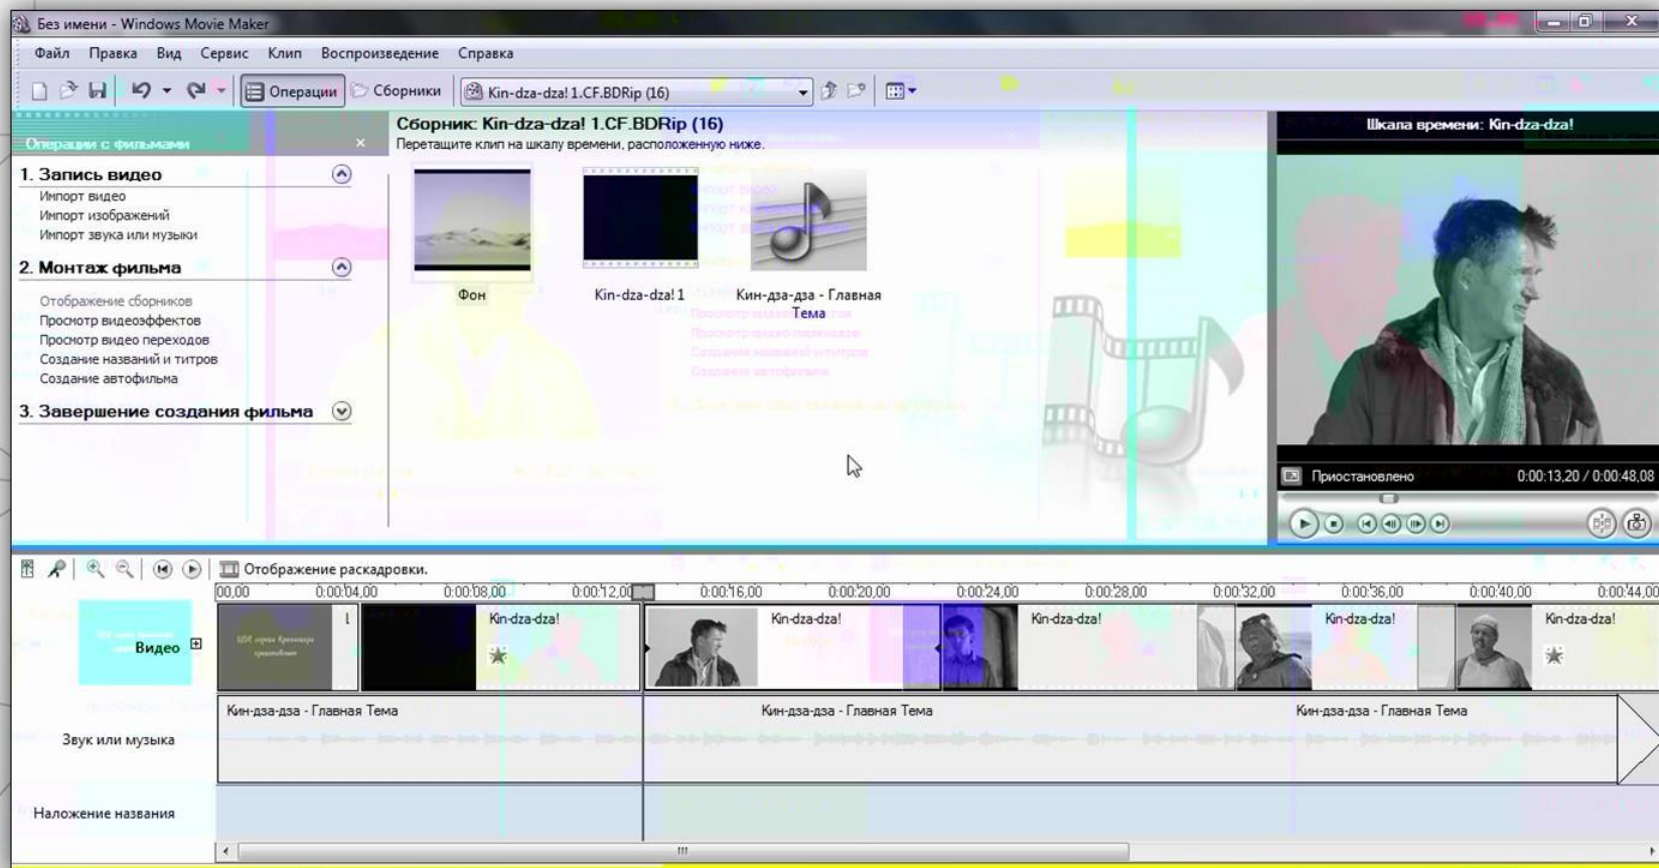 Без имени - Windows Movie Maker
Файл Правка Вид Сервис Клип Воспроизведение Справка
Операции Сборники Kin-dza-dza! 1.CF.BDRip (16)
Операции с фильмами
1. Запись видео
Импорт видео
Импорт изображений
Импорт звука или музыки
2. Монтаж фильма
Отображение сборников
Просмотр видеоэффектов
Просмотр видео переходов
Создание названий и титров
Создание автофильма
3. Завершение создания фильма
Сборник: Kin-dza-dza! 1.CF.BDRip (16)
Перетащите клип на шкалу времени, расположенную ниже.
Фон
Kin-dza-dza! 1
Кин-дза-дза - Главная
Тема
Шкала времени: Kin-dza-dza!
Приостановлено 0:00:13,20 / 0:00:48,08
Отображение раскадровки.
00,00 0:00:04,00 0:00:08,00 0:00:12,00 0:00:16,00 0:00:20,00 0:00:24,00 0:00:28,00 0:00:32,00 0:00:36,00 0:00:40,00 0:00:44,00
Видео
Kin-dza-dza! Kin-dza-dza! Kin-dza-dza! Kin-dza-dza! Kin-dza-dza!
Звук или музыка
Кин-дза-дза - Главная Тема Кин-дза-дза - Главная Тема Кин-дза-дза - Главная Тема
Наложение названия